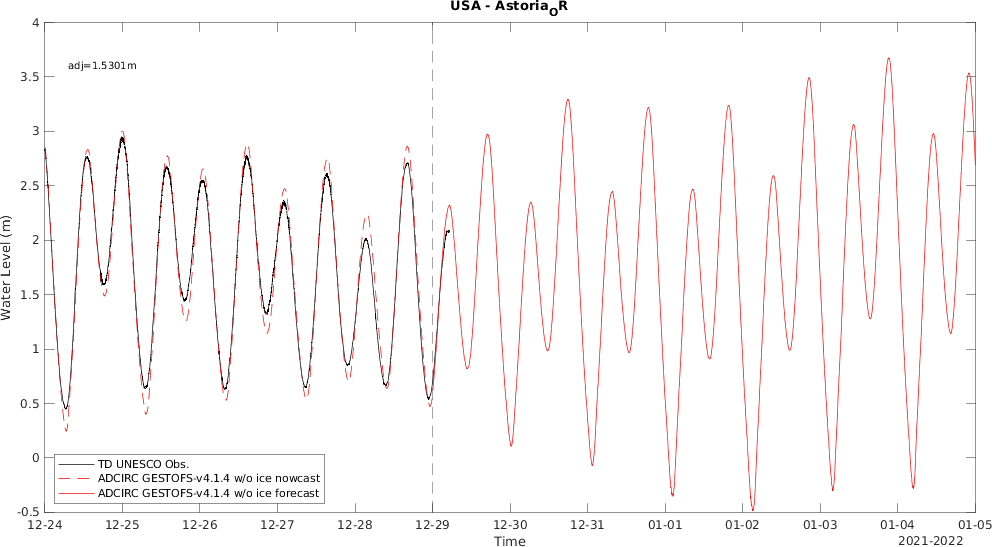 USA - Astoria_OR
adj=1.5301m
Water Level (m)
4
3.5
3
2.5
2
1.5
1
0.5
0
-0.5
TD UNESCO Obs.
ADCIRC GESTOFS-v4.1.4 w/o ice nowcast
ADCIRC GESTOFS-v4.1.4 w/o ice forecast
12-24 12-25 12-26 12-27 12-28 12-29 12-30 12-31 01-01 01-02 01-03 01-04 01-05
Time
2021-2022